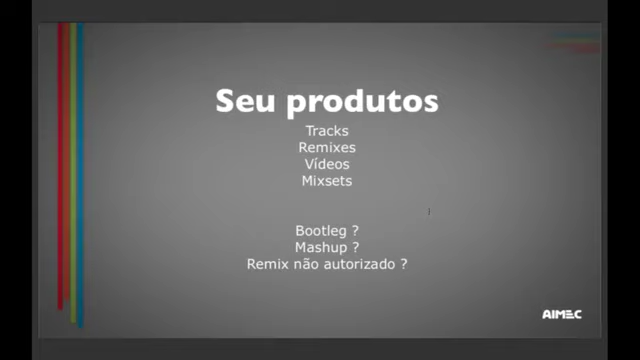 Seu produtos
Tracks
Remixes
Vídeos
Mixsets
Bootleg ?
Mashup ?
Remix não autorizado ?
AIMEC